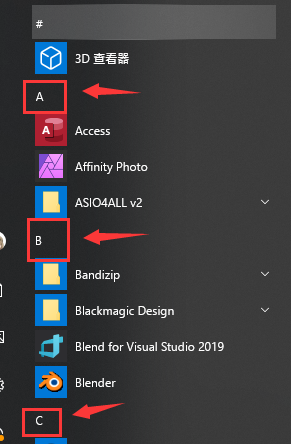 #
3D 查看器
A
Access
Affinity Photo
ASIO4ALL v2
B
Bandizip
Blackmagic Design
Blend for Visual Studio 2019
Blender
C